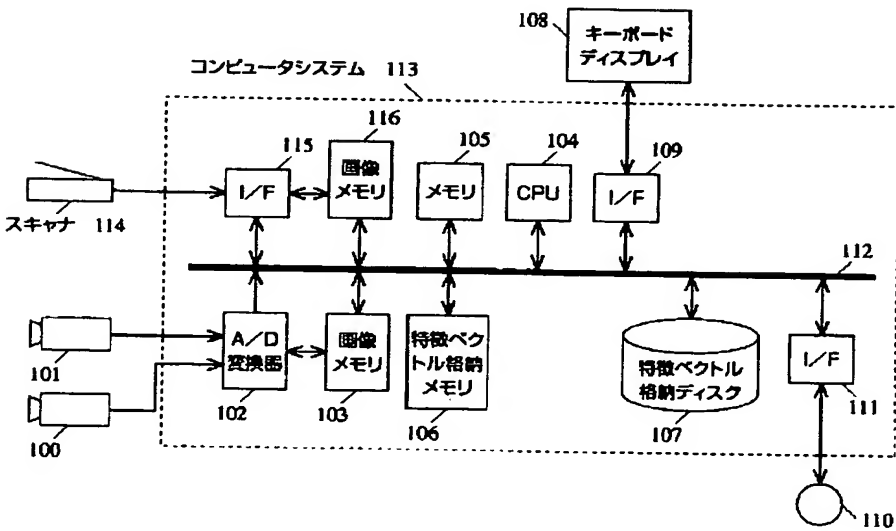 108
キーボード
ディスプレイ
コンピュータシステム 113
116
画像
メモリ
115
I/F
105
メモリ
104
CPU
109
I/F
スキャナ 114
112
101
100
A/D
変換器
102
画像
メモリ
103
特徴ベク
トル格納
メモリ
106
特徴ベクトル
格納ディスク
107
I/F
111
110